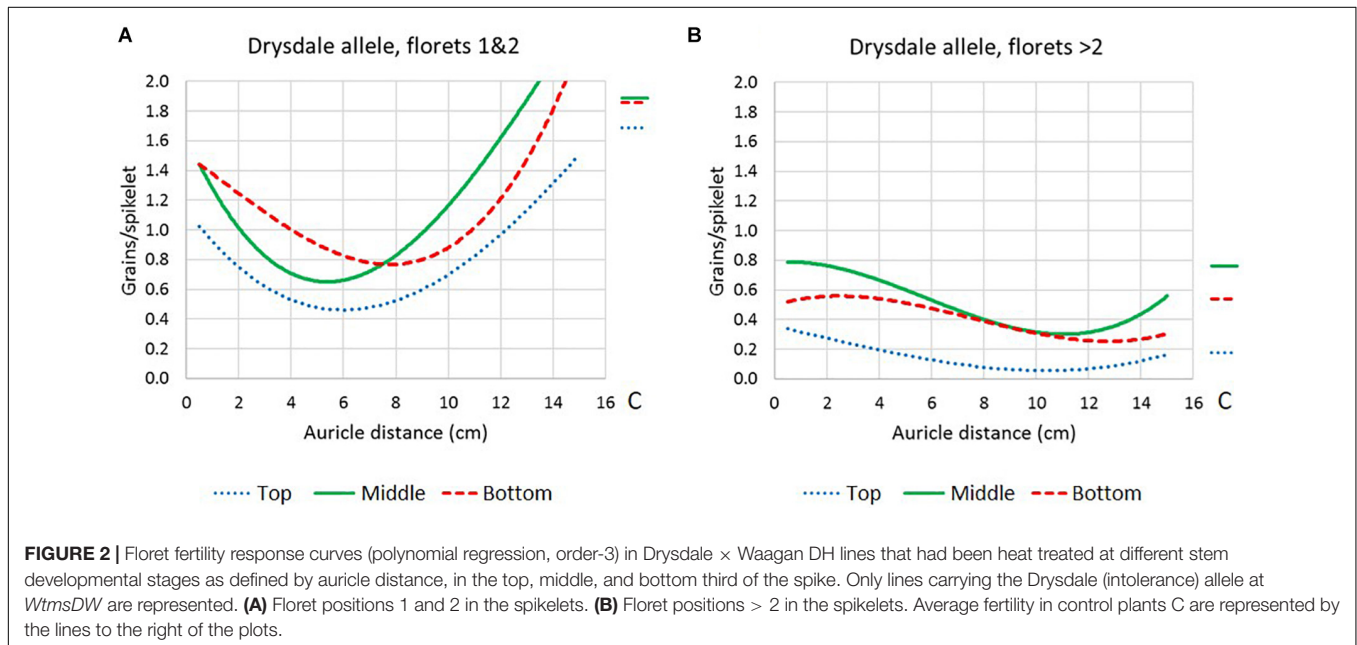 A
Drysdale allele, florets 1&2
Grains/spikelet
2.0
1.8
1.6
1.4
1.2
1.0
0.8
0.6
0.4
0.2
0.0
0 2 4 6 8 10 12 14 16 C
Auricle distance (cm)
Top Middle Bottom
B
Drysdale allele, florets >2
Grains/spikelet
2.0
1.8
1.6
1.4
1.2
1.0
0.8
0.6
0.4
0.2
0.0
0 2 4 6 8 10 12 14 16 C
Auricle distance (cm)
Top Middle Bottom
FIGURE 2 | Floret fertility response curves (polynomial regression, order-3) in Drysdale × Waagan DH lines that had been heat treated at different stem
developmental stages as defined by auricle distance, in the top, middle, and bottom third of the spike. Only lines carrying the Drysdale (intolerance) allele at
WtmsDW are represented. (A) Floret positions 1 and 2 in the spikelets. (B) Floret positions > 2 in the spikelets. Average fertility in control plants C are represented by
the lines to the right of the plots.